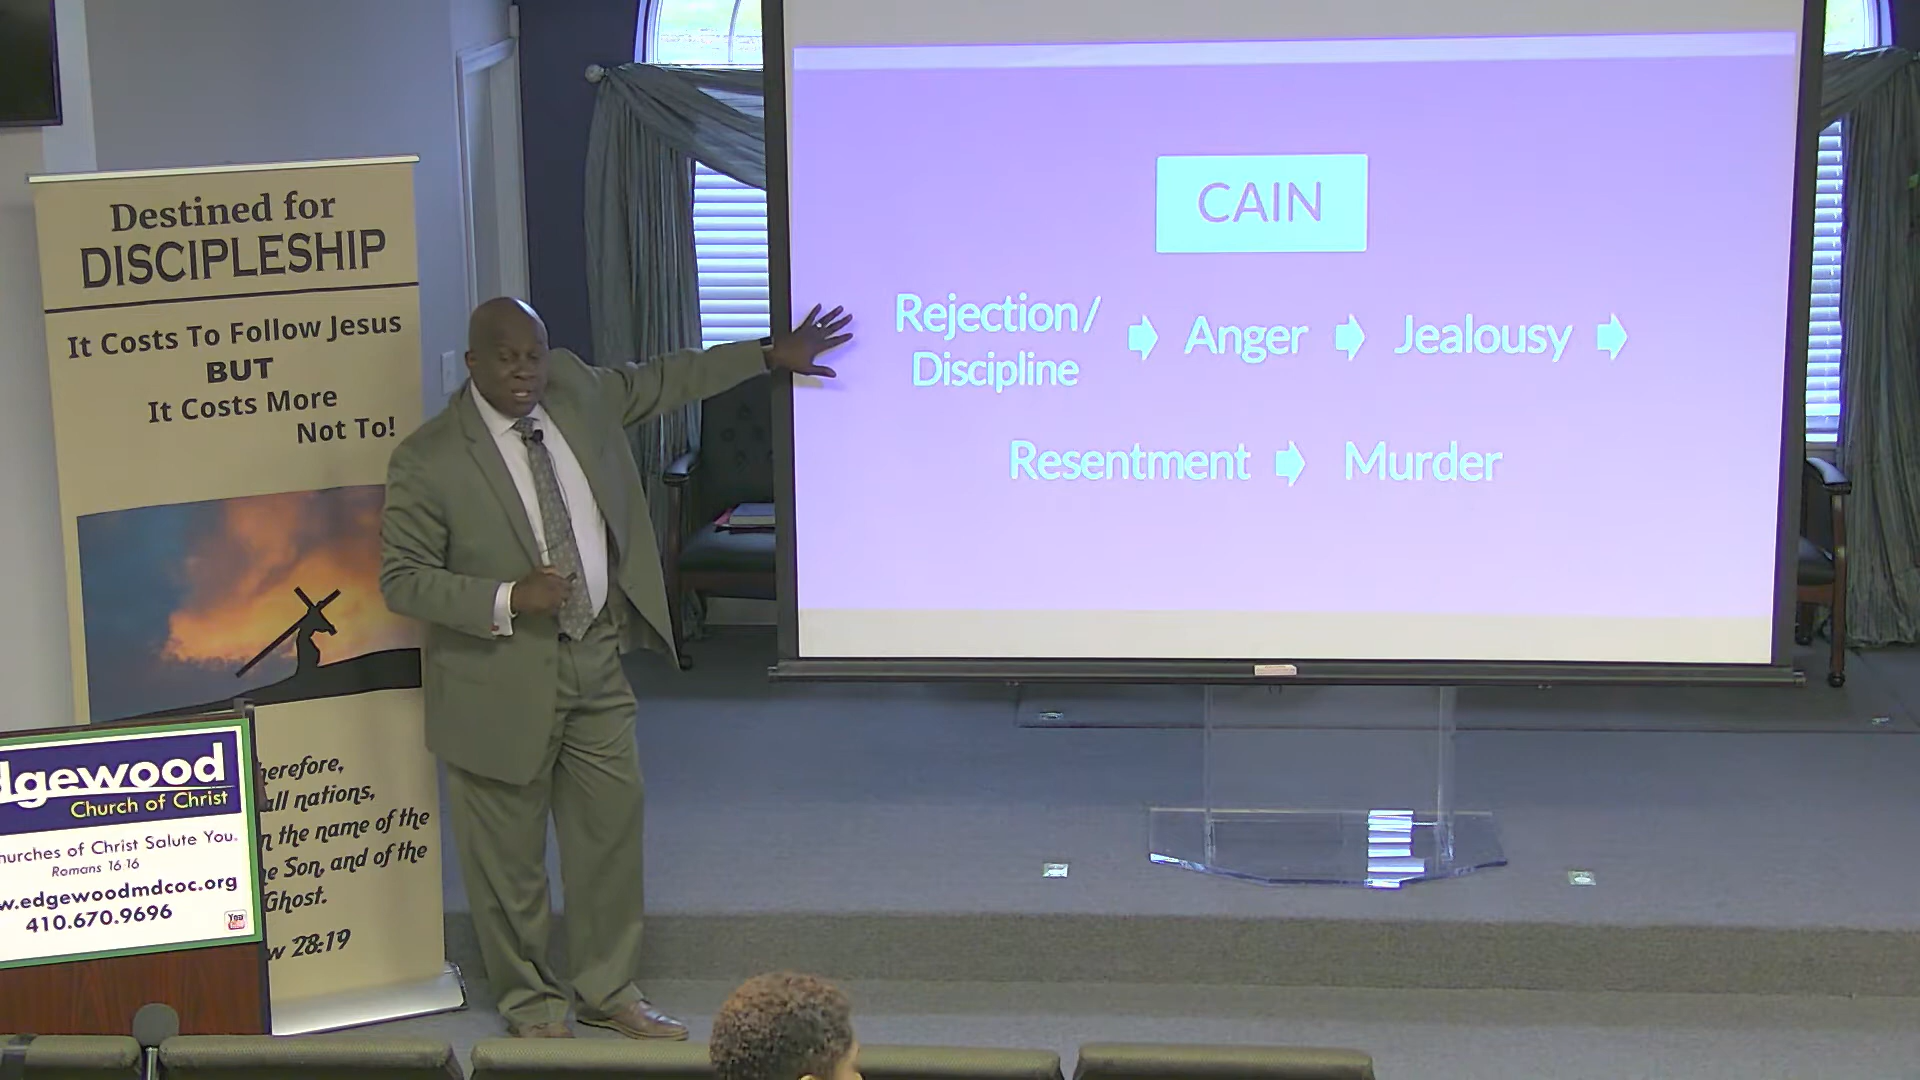 Destined for
DISCIPLESHIP
It Costs To Follow Jesus
BUT
It Costs More
Not To!
CAIN
Rejection/
Discipline
Anger
Jealousy
Resentment
Murder
herefore,
all nations,
n the name of the
e Son, and of the
Ghost.
w 28:19
dgewood
Church of Christ
hurches of Christ Salute You.
Romans 16:16
w.edgewoodmdcoc.org
410.670.9696
You